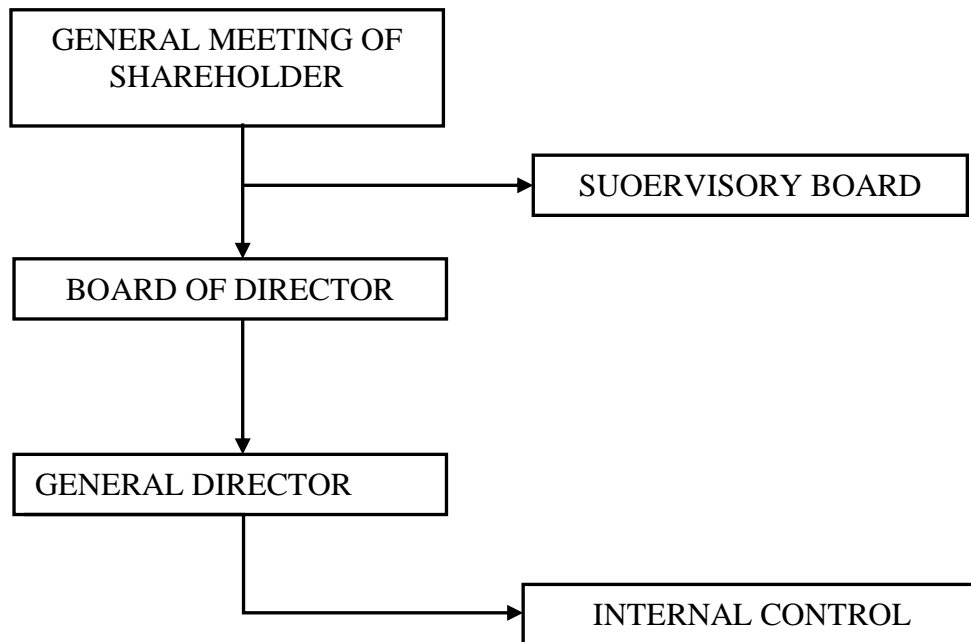 GENERAL MEETING OF
SHAREHOLDER
SUOERVISORY BOARD
BOARD OF DIRECTOR
GENERAL DIRECTOR
INTERNAL CONTROL